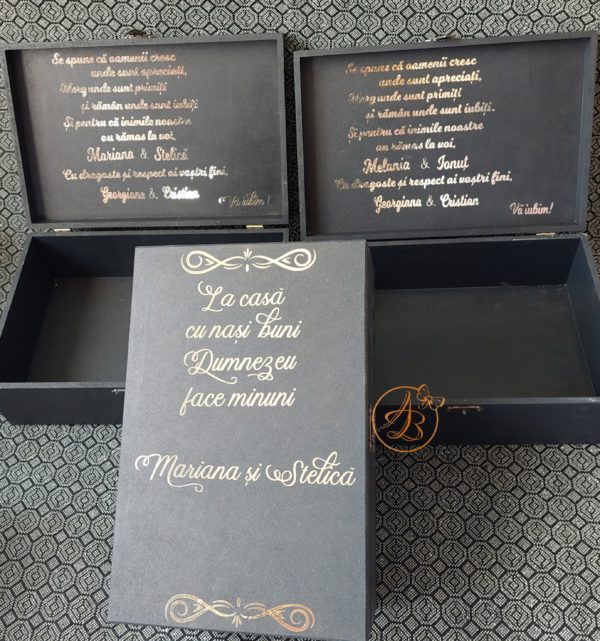 Se spune că oamenii cresc
unde sunt apreciați,
Merg unde sunt primiți
și rămân unde sunt iubiți.
Și pentru că inimile noastre
au rămas la voi,
Mariana & Stelică
Cu dragoste și respect ai voștri fini,
Georgiana & Cristian
Vă iubim!
Se spune că oamenii cresc
unde sunt apreciați,
Merg unde sunt primiți
și rămân unde sunt iubiți.
Și pentru că inimile noastre
au rămas la voi,
Melania & Ionuț
Cu dragoste și respect ai voștri fini,
Georgiana & Cristian
Vă iubim!
La casă
cu nași buni
Dumnezeu
face minuni
Mariana și Stelică
AB